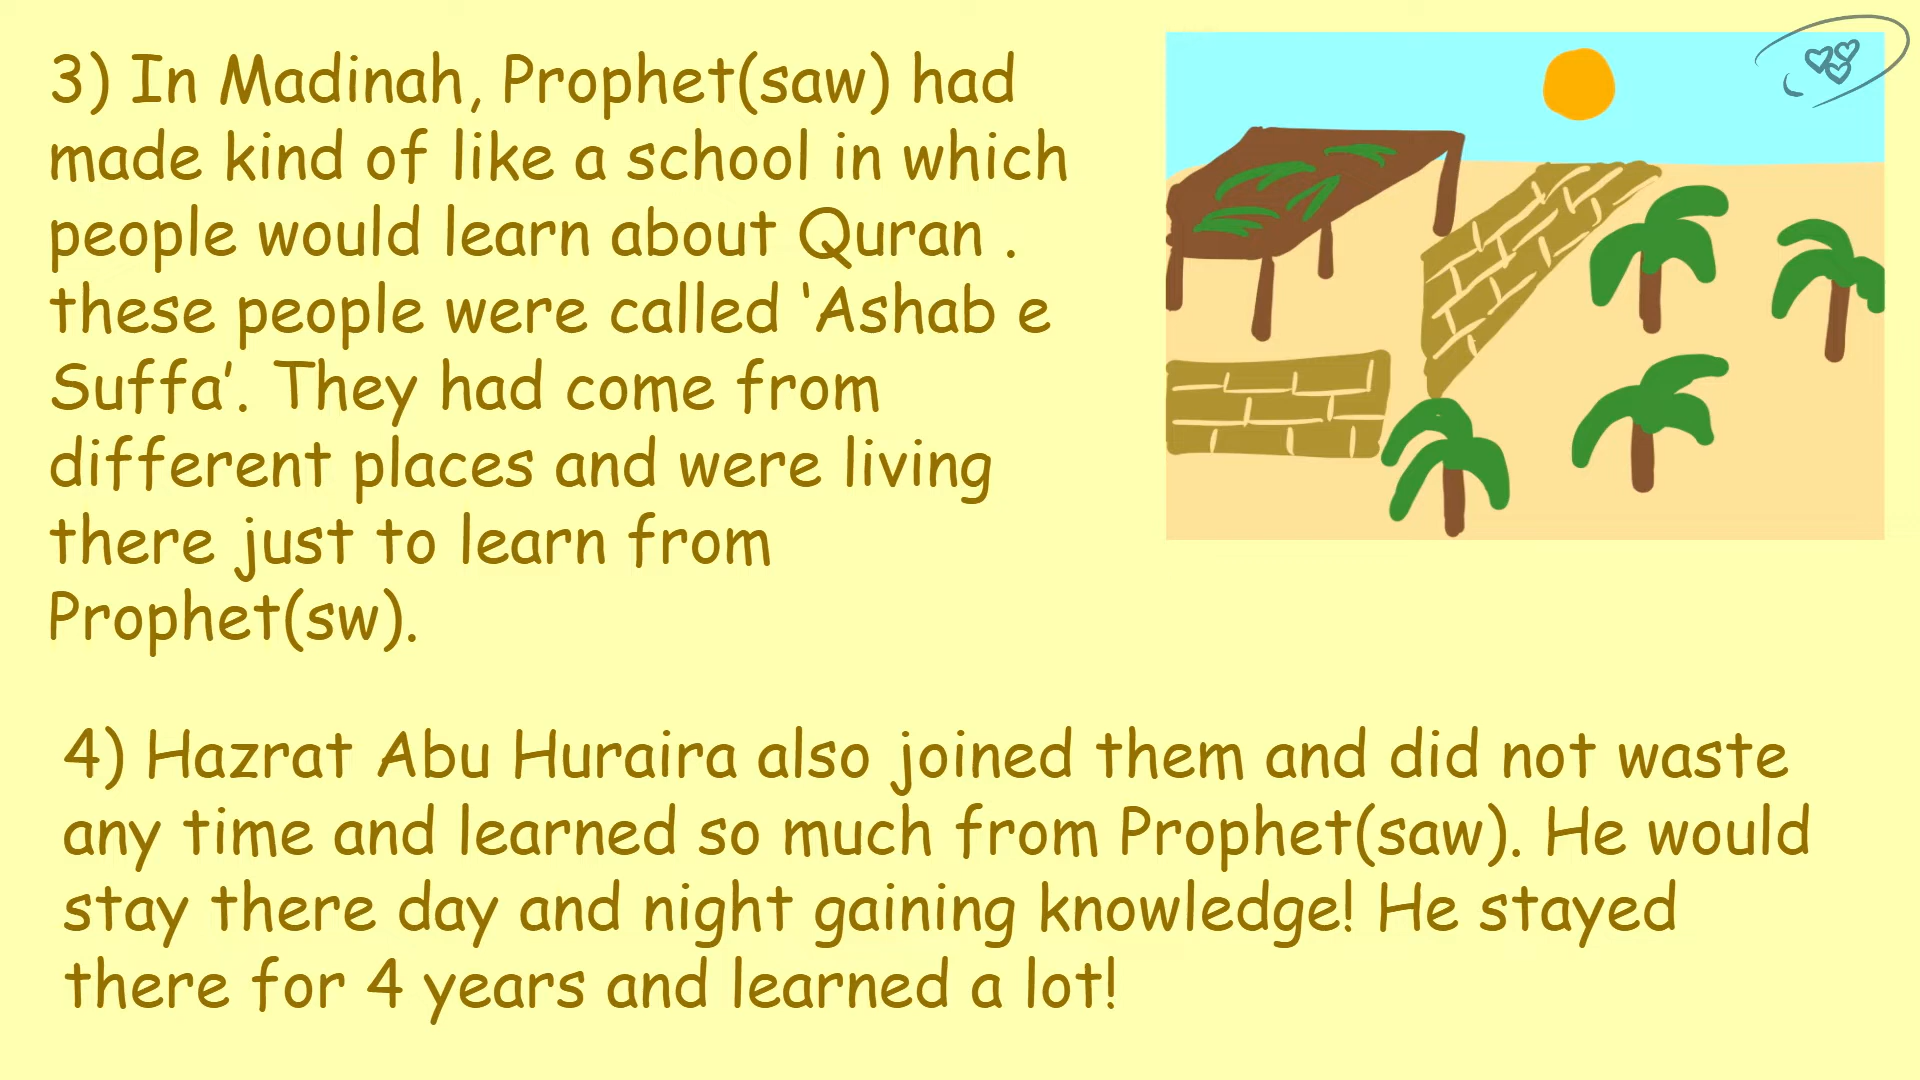 3) In Madinah, Prophet(saw) had
made kind of like a school in which
people would learn about Quran .
these people were called ‘Ashab e
Suffa’. They had come from
different places and were living
there just to learn from
Prophet(sw).
4) Hazrat Abu Huraira also joined them and did not waste
any time and learned so much from Prophet(saw). He would
stay there day and night gaining knowledge! He stayed
there for 4 years and learned a lot!